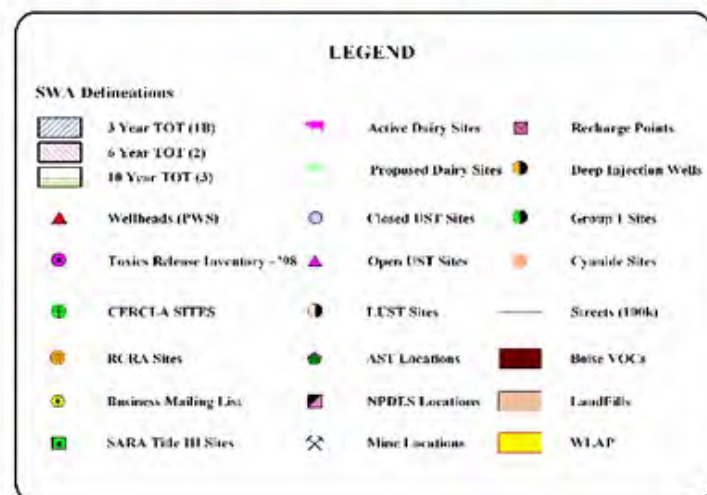 LEGEND
SWA Delineations
3 Year TOT (1B)
6 Year TOT (2)
10 Year TOT (3)
Wellheads (PWS)
Toxics Release Inventory - '98
CERCLA SITES
RCRA Sites
Business Mailing List
SARA Title III Sites
Active Dairy Sites
Proposed Dairy Sites
Closed UST Sites
Open UST Sites
LUST Sites
AST Locations
NPDES Locations
Mine Locations
Recharge Points
Deep Injection Wells
Group 1 Sites
Cyanide Sites
Streets (100k)
Boise VOCs
LandFills
WLAP